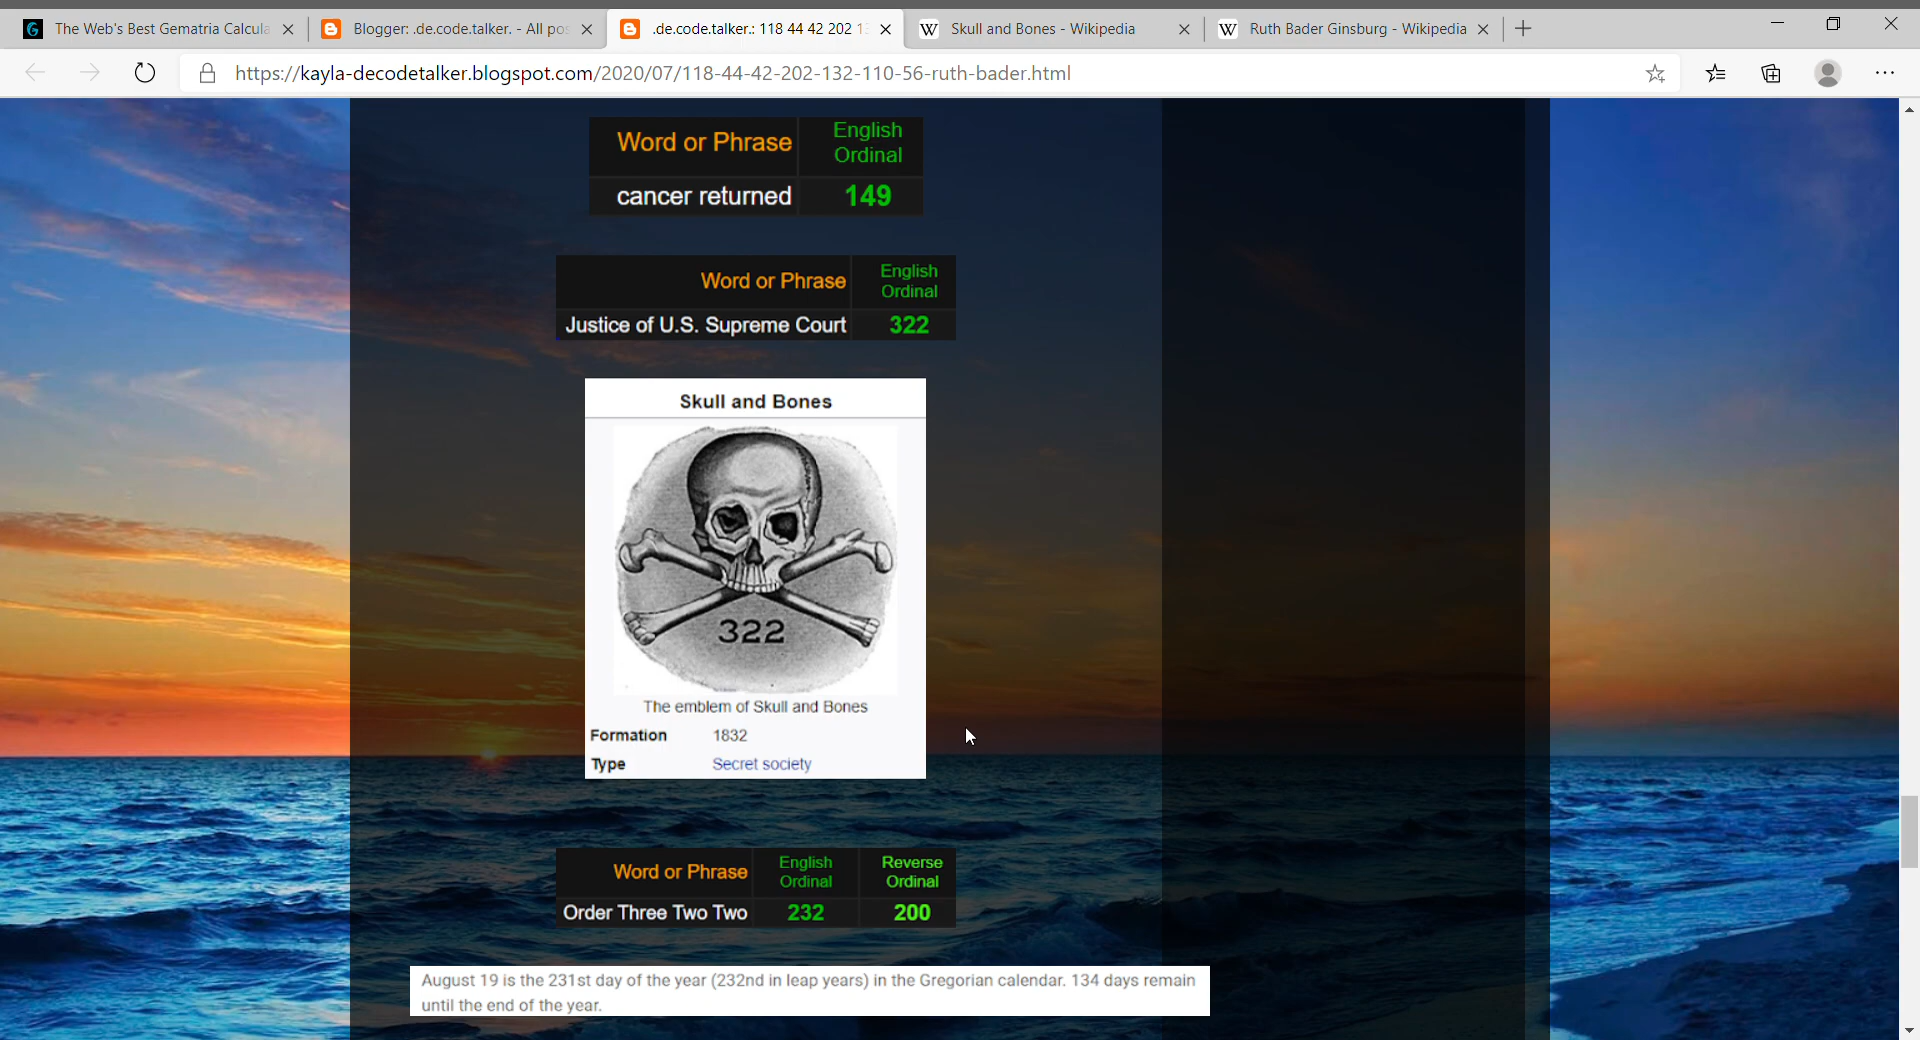 The Web's Best Gematria Calcula
Blogger: .de.code.talker. - All pos
.de.code.talker.: 118 44 42 202 1
Skull and Bones - Wikipedia
Ruth Bader Ginsburg - Wikipedia
https://kayla-decodetalker.blogspot.com/2020/07/118-44-42-202-132-110-56-ruth-bader.html
Word or Phrase English Ordinal
cancer returned 149
Word or Phrase English Ordinal
Justice of U.S. Supreme Court 322
Skull and Bones
322
The emblem of Skull and Bones
Formation 1832
Type Secret society
Word or Phrase English Ordinal Reverse Ordinal
Order Three Two Two 232 200
August 19 is the 231st day of the year (232nd in leap years) in the Gregorian calendar. 134 days remain
until the end of the year.